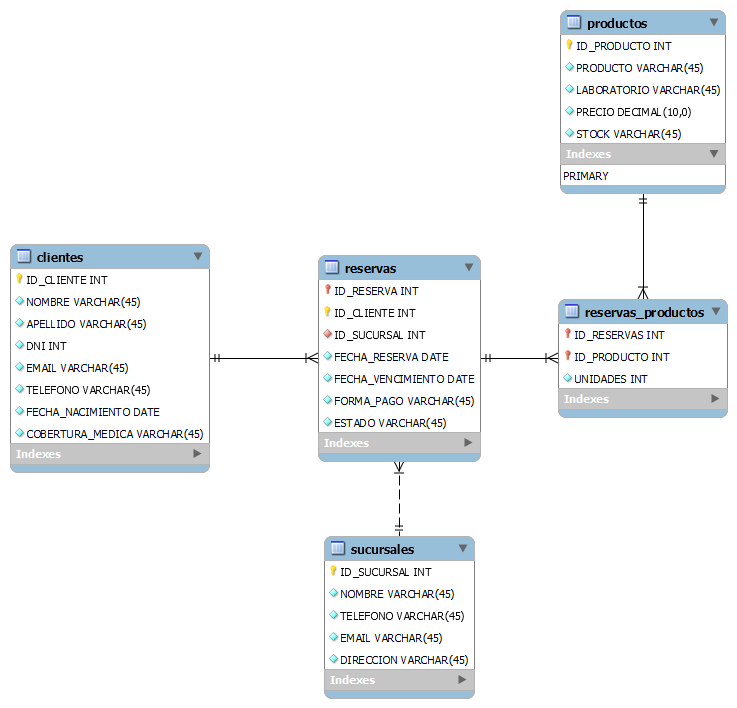 productos
ID_PRODUCTO INT
PRODUCTO VARCHAR(45)
LABORATORIO VARCHAR(45)
PRECIO DECIMAL(10,0)
STOCK VARCHAR(45)
Indexes
PRIMARY
clientes
ID_CLIENTE INT
NOMBRE VARCHAR(45)
APELLIDO VARCHAR(45)
DNI INT
EMAIL VARCHAR(45)
TELEFONO VARCHAR(45)
FECHA_NACIMIENTO DATE
COBERTURA_MEDICA VARCHAR(45)
Indexes
reservas
ID_RESERVA INT
ID_CLIENTE INT
ID_SUCURSAL INT
FECHA_RESERVA DATE
FECHA_VENCIMIENTO DATE
FORMA_PAGO VARCHAR(45)
ESTADO VARCHAR(45)
Indexes
reservas_productos
ID_RESERVAS INT
ID_PRODUCTO INT
UNIDADES INT
Indexes
sucursales
ID_SUCURSAL INT
NOMBRE VARCHAR(45)
TELEFONO VARCHAR(45)
EMAIL VARCHAR(45)
DIRECCION VARCHAR(45)
Indexes